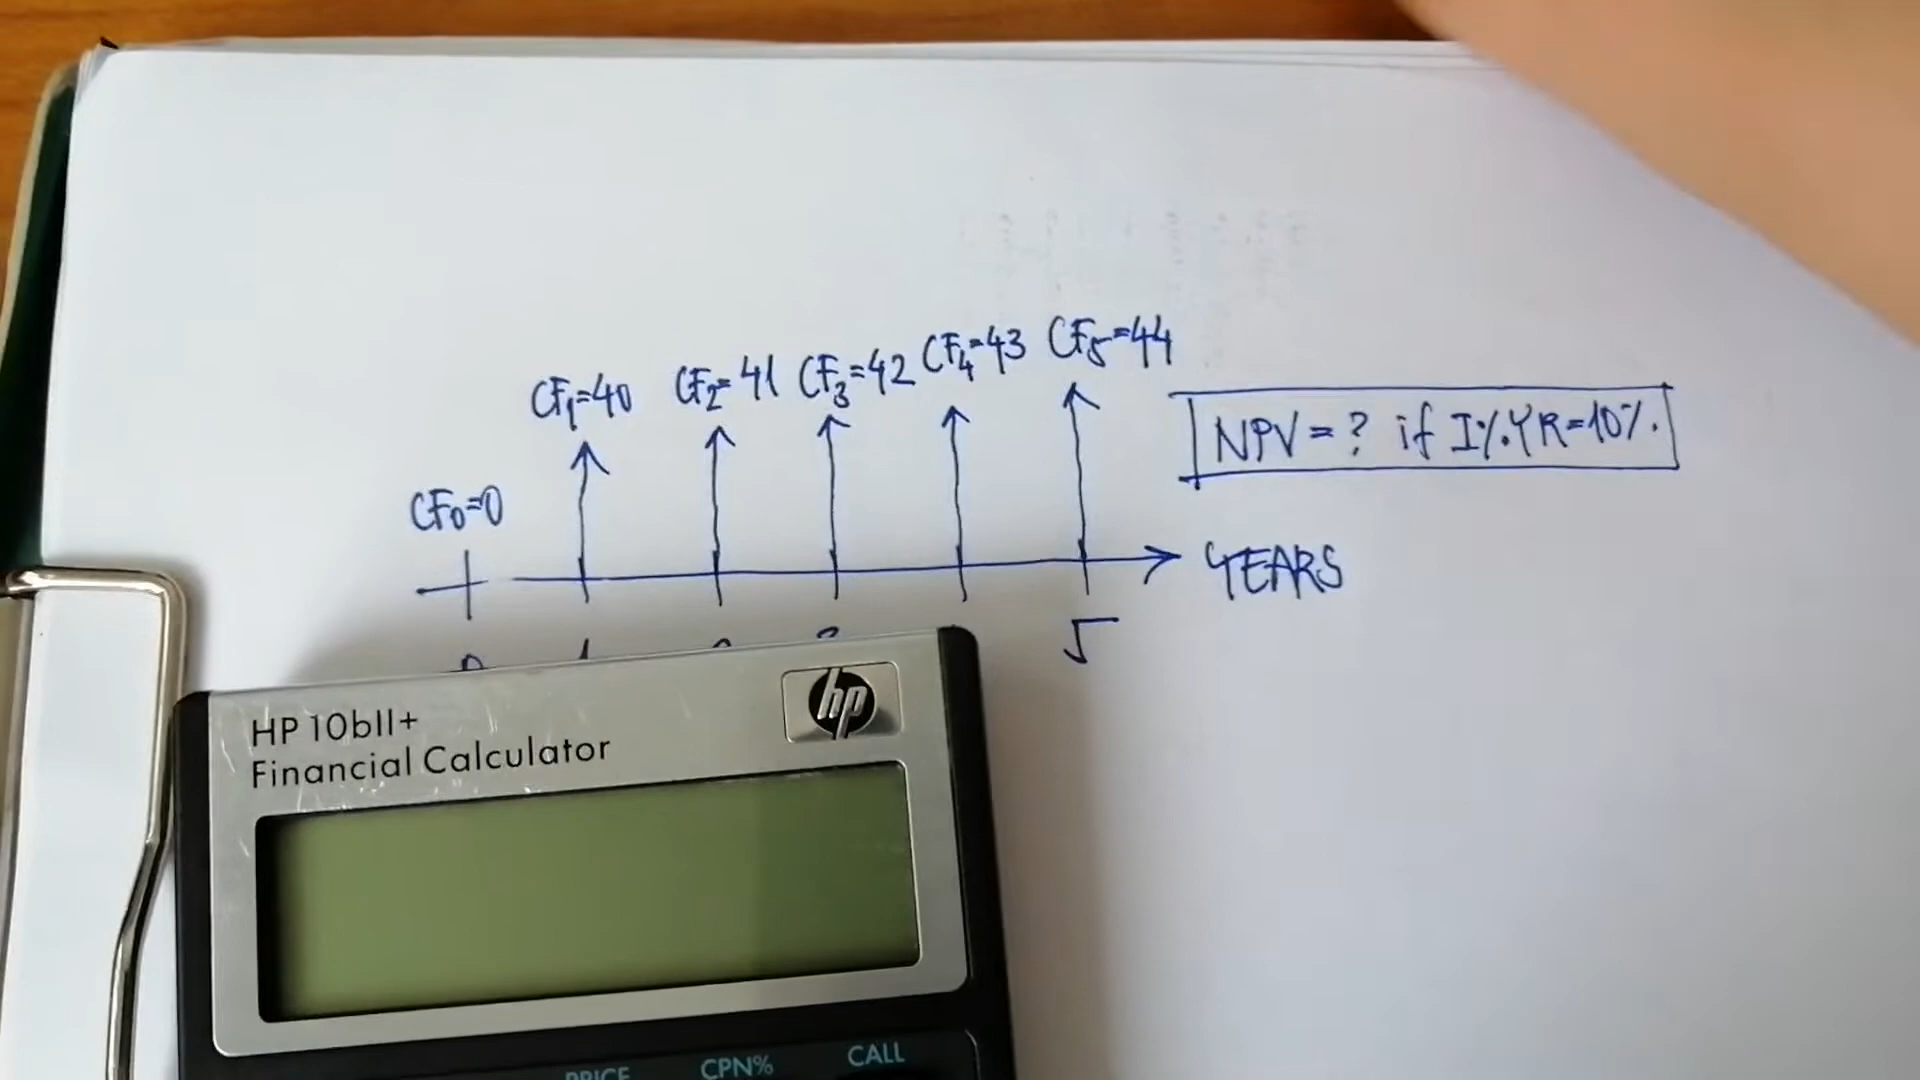 CF₁=40 CF₂=41 CF₃=42 CF₄=43 CF₅=44
NPV=? if I%YR=10%.
CF₀=0
YEARS
5
HP 10bII+
Financial Calculator
hp
PRICE CPN% CALL